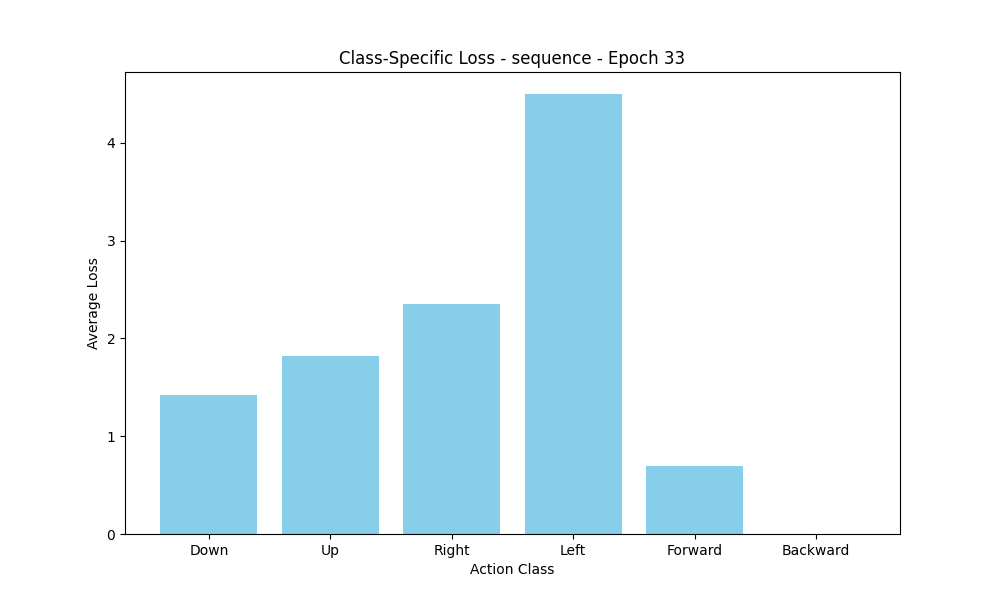 Class-Specific Loss - sequence - Epoch 33
Average Loss
4
3
2
1
0
Down Up Right Left Forward Backward
Action Class